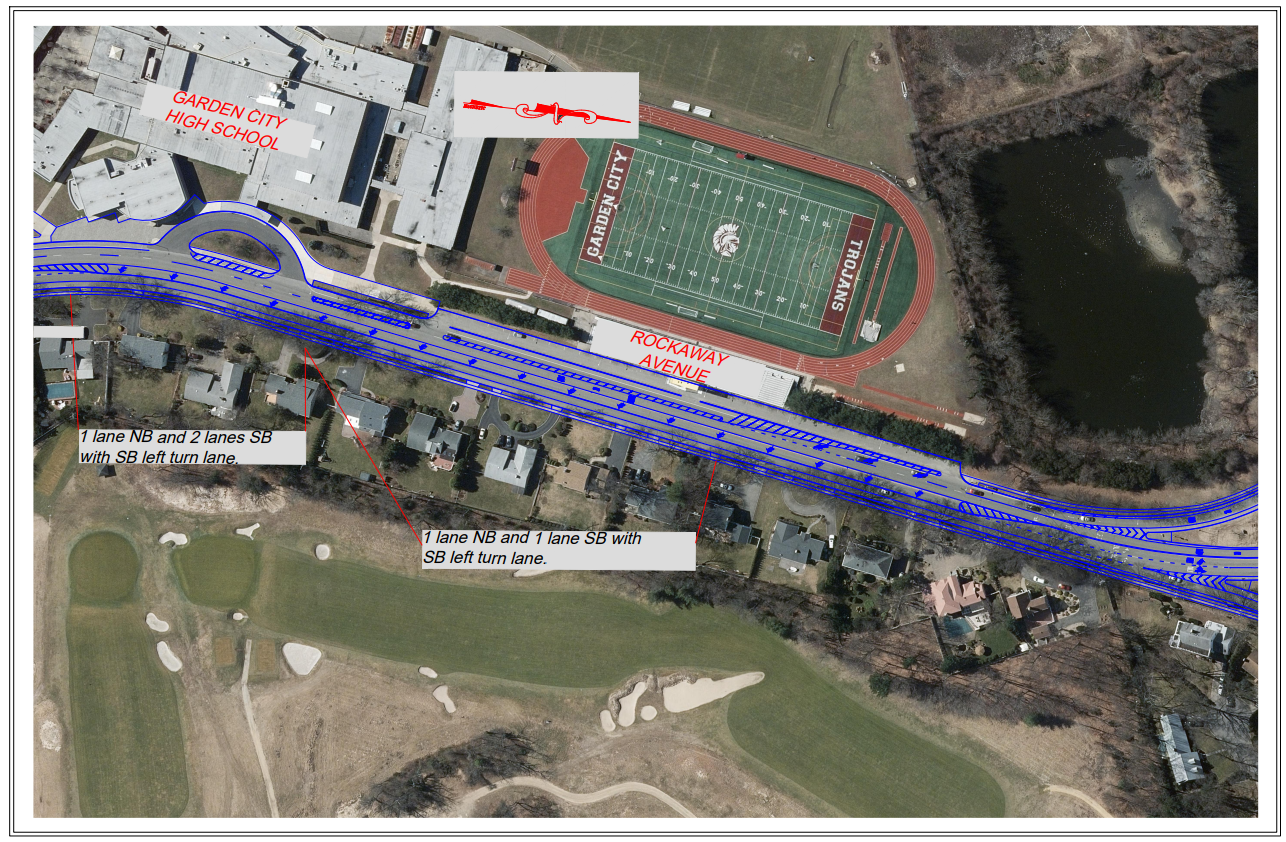 GARDEN CITY
HIGH SCHOOL
GARDEN CITY
TROJANS
ROCKAWAY
AVENUE
1 lane NB and 2 lanes SB
with SB left turn lane.
1 lane NB and 1 lane SB with
SB left turn lane.